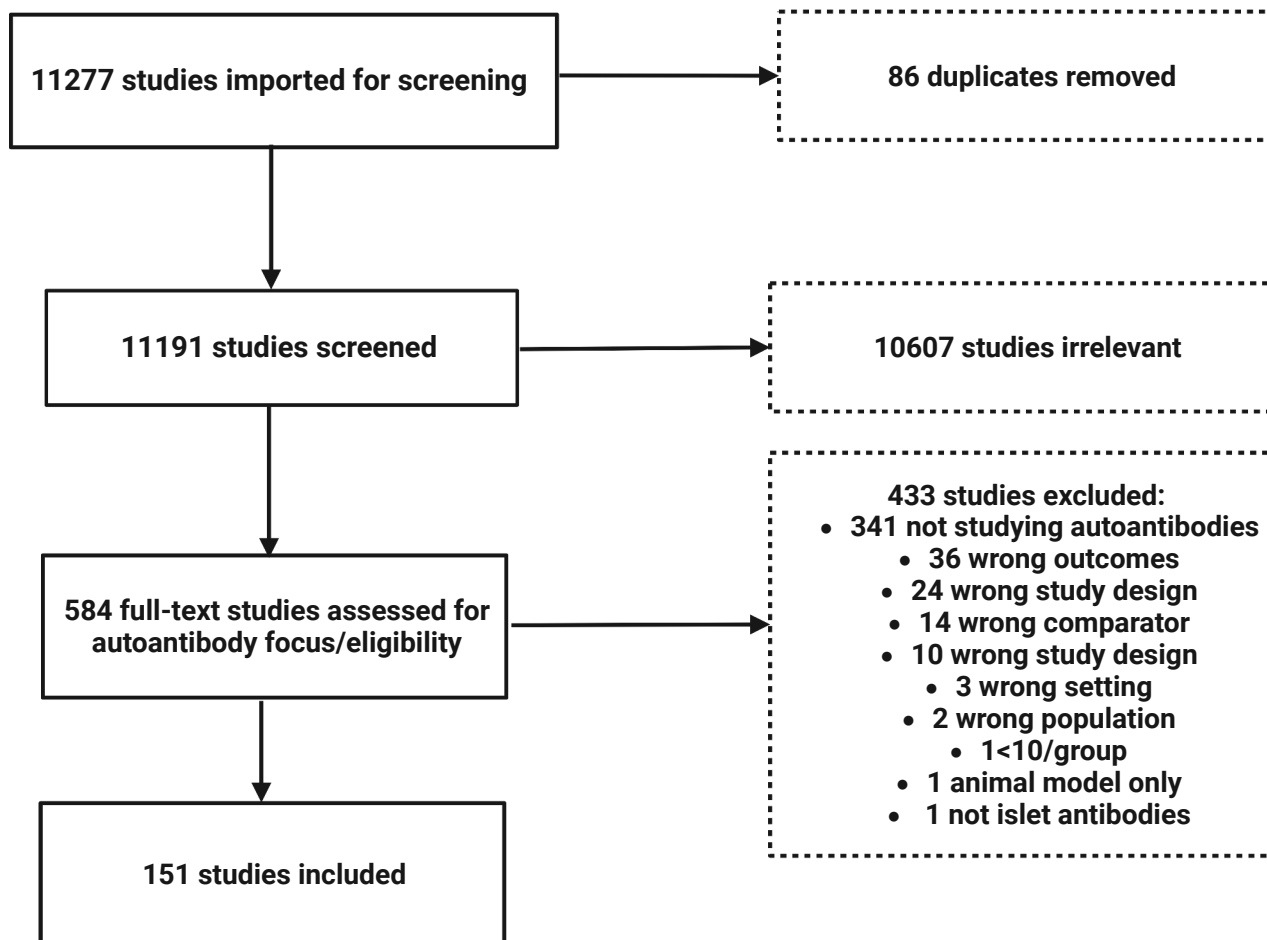 11277 studies imported for screening
86 duplicates removed
11191 studies screened
10607 studies irrelevant
584 full-text studies assessed for
autoantibody focus/eligibility
433 studies excluded:
• 341 not studying autoantibodies
• 36 wrong outcomes
• 24 wrong study design
• 14 wrong comparator
• 10 wrong study design
• 3 wrong setting
• 2 wrong population
• 1<10/group
• 1 animal model only
• 1 not islet antibodies
151 studies included